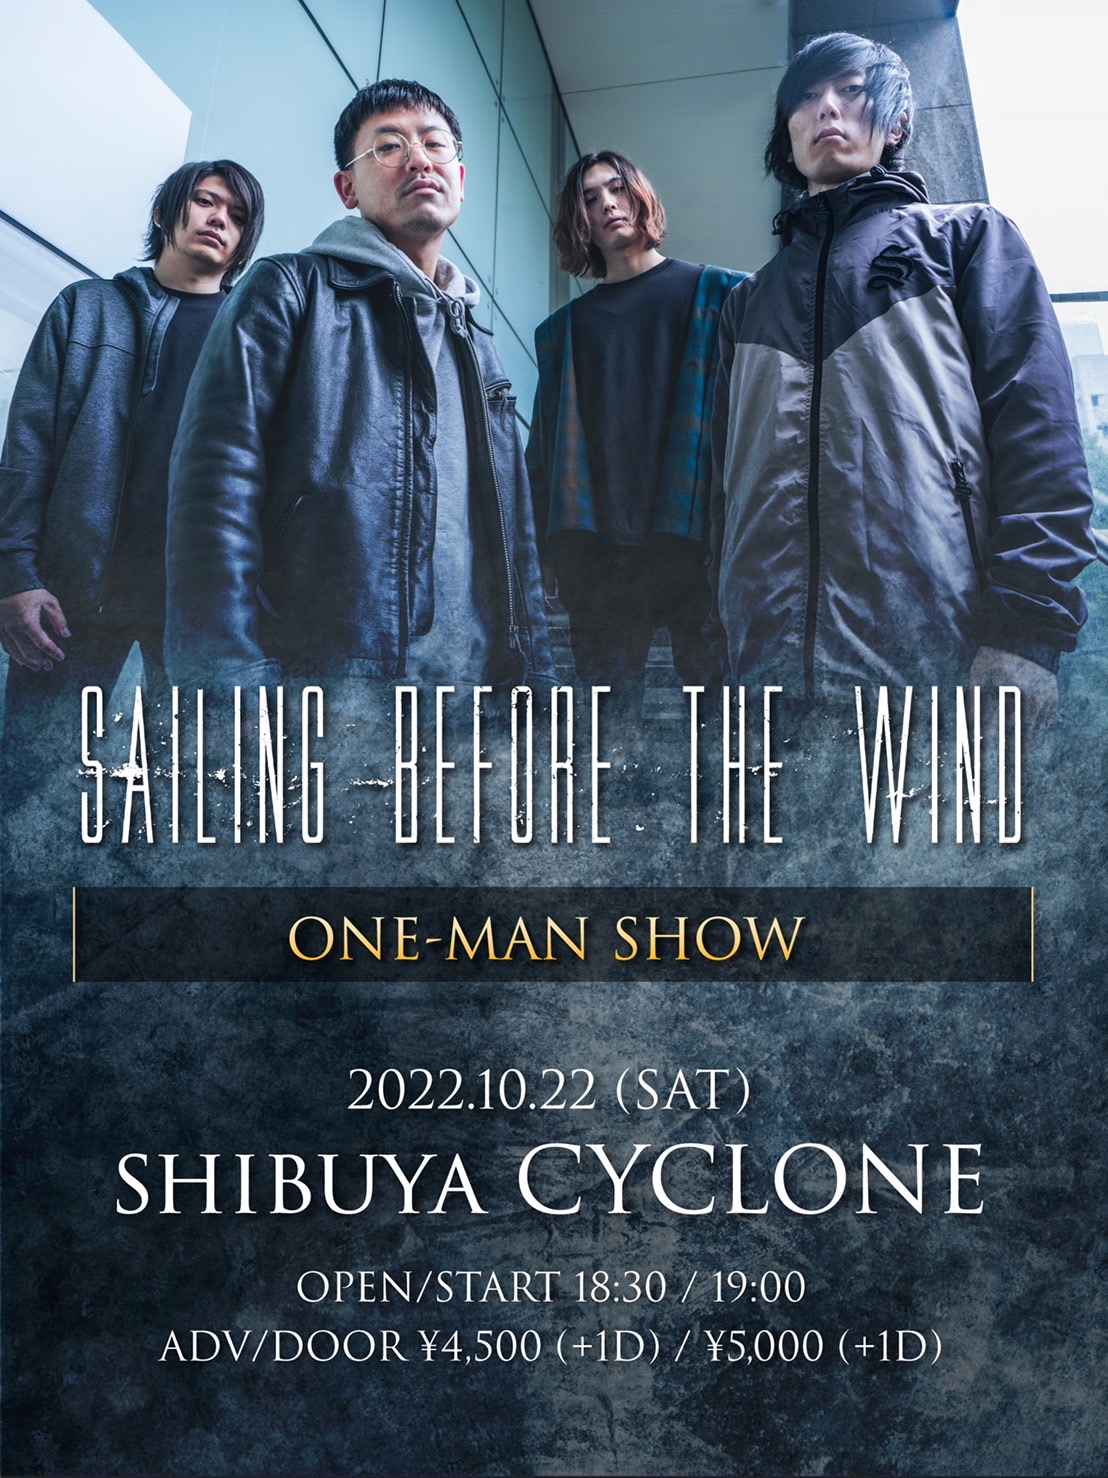 SAILING BEFORE THE WIND
ONE-MAN SHOW
2022.10.22 (SAT)
SHIBUYA CYCLONE
OPEN/START 18:30 / 19:00
ADV/DOOR ¥4,500 (+1D) / ¥5,000 (+1D)